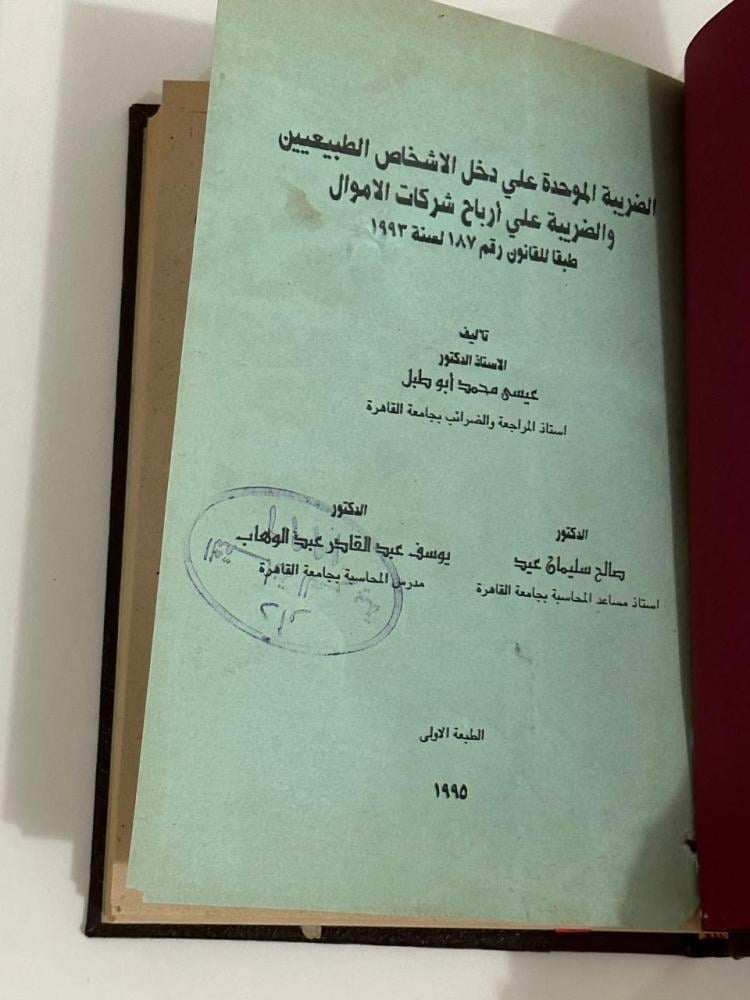 الضريبة الموحدة علي دخل الاشخاص الطبيعيين
والضريبة علي أرباح شركات الاموال
طبقا للقانون رقم ١٨٧ لسنة ١٩٩٣
تأليف
الاستاذ الدكتور
عيسى محمد أبو طبل
استاذ المراجعة والضرائب بجامعة القاهرة
الدكتور
صالح سليمان عيد
استاذ مساعد المحاسبة بجامعة القاهرة
الدكتور
يوسف عبد القادر عبد الوهاب
مدرس المحاسبة بجامعة القاهرة
دار
الطبعة الاولى
١٩٩٥